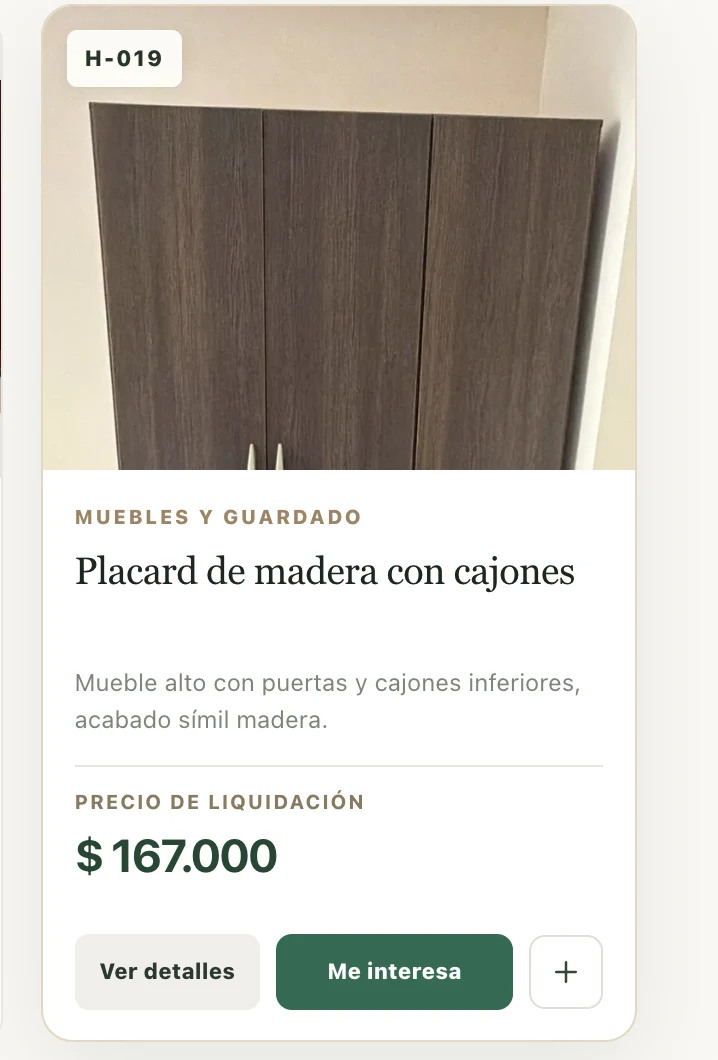 H-019
MUEBLES Y GUARDADO
Placard de madera con cajones
Mueble alto con puertas y cajones inferiores,
acabado símil madera.
PRECIO DE LIQUIDACIÓN
$ 167.000
Ver detalles
Me interesa
+